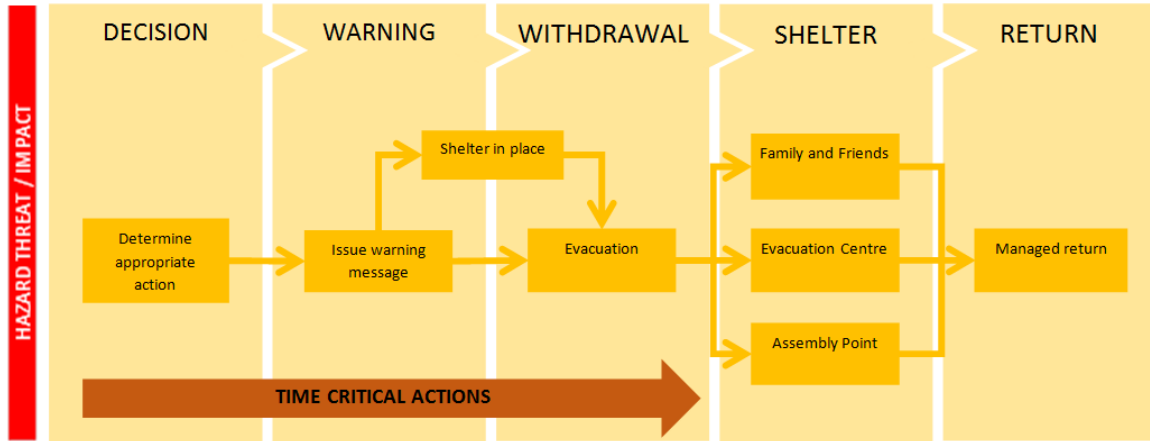 HAZARD THREAT / IMPACT
DECISION
WARNING
WITHDRAWAL
SHELTER
RETURN
Shelter in place
Family and Friends
Determine
appropriate
action
Issue warning
message
Evacuation
Evacuation Centre
Managed return
Assembly Point
TIME CRITICAL ACTIONS